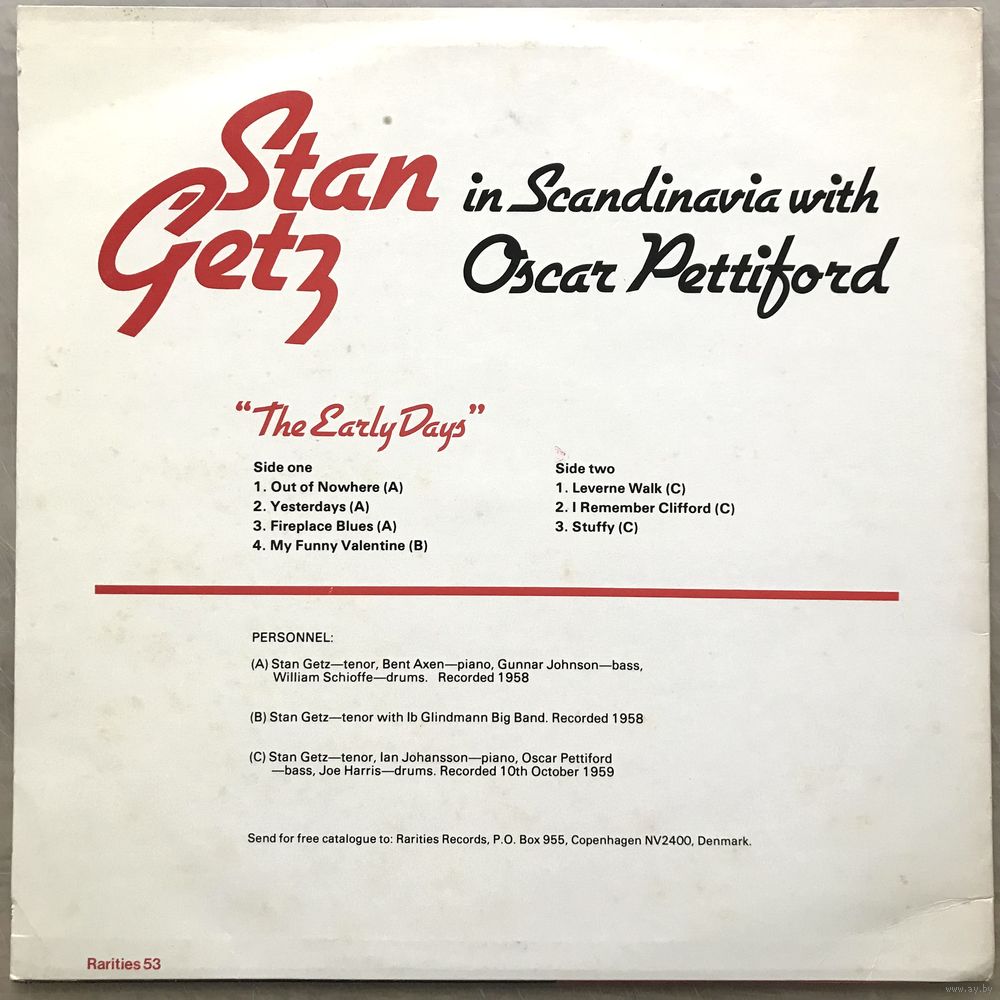 Stan
Getz
in Scandinavia with
Oscar Pettiford
"The Early Days"
Side one
1. Out of Nowhere (A)
2. Yesterdays (A)
3. Fireplace Blues (A)
4. My Funny Valentine (B)
Side two
1. Leverne Walk (C)
2. I Remember Clifford (C)
3. Stuffy (C)
PERSONNEL:
(A) Stan Getz—tenor, Bent Axen—piano, Gunnar Johnson—bass,
William Schioffe—drums. Recorded 1958
(B) Stan Getz—tenor with Ib Glindmann Big Band. Recorded 1958
(C) Stan Getz—tenor, Ian Johansson—piano, Oscar Pettiford
—bass, Joe Harris—drums. Recorded 10th October 1959
Send for free catalogue to: Rarities Records, P.O. Box 955, Copenhagen NV2400, Denmark.
Rarities 53
www.ay.by